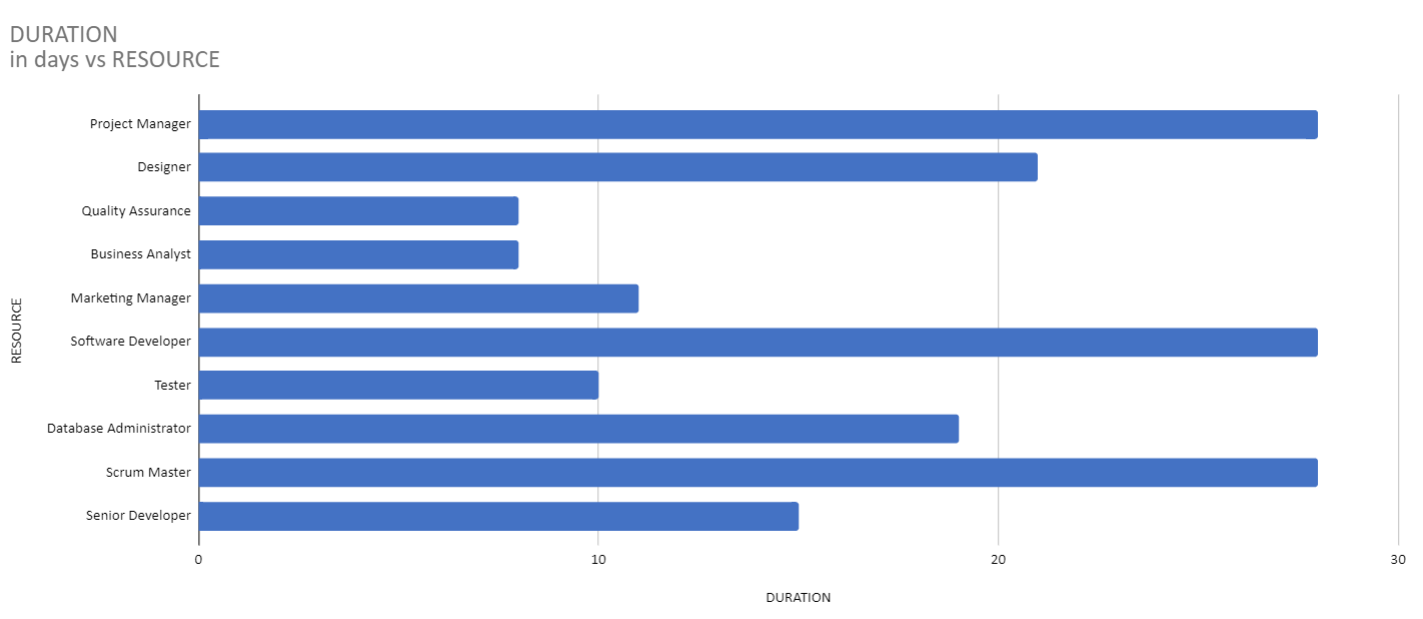 DURATION
in days vs RESOURCE
Project Manager
Designer
Quality Assurance
Business Analyst
Marketing Manager
Software Developer
Tester
Database Administrator
Scrum Master
Senior Developer
RESOURCE
0 10 20 30
DURATION